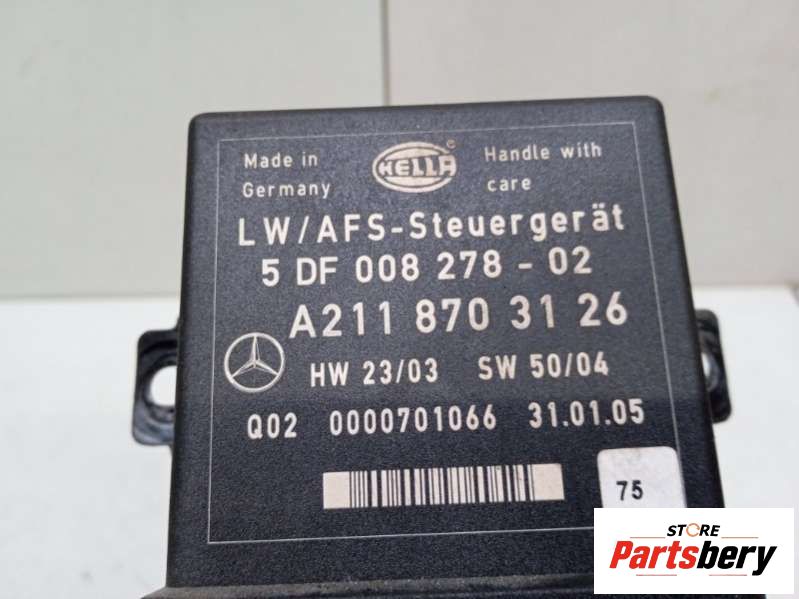 Made in
Germany
HELLA
®
Handle with
care
LW/AFS-Steuergerät
5 DF 008 278 - 02
A211 870 31 26
HW 23/03 SW 50/04
Q02 0000701066 31.01.05
75
STORE
Partsbery